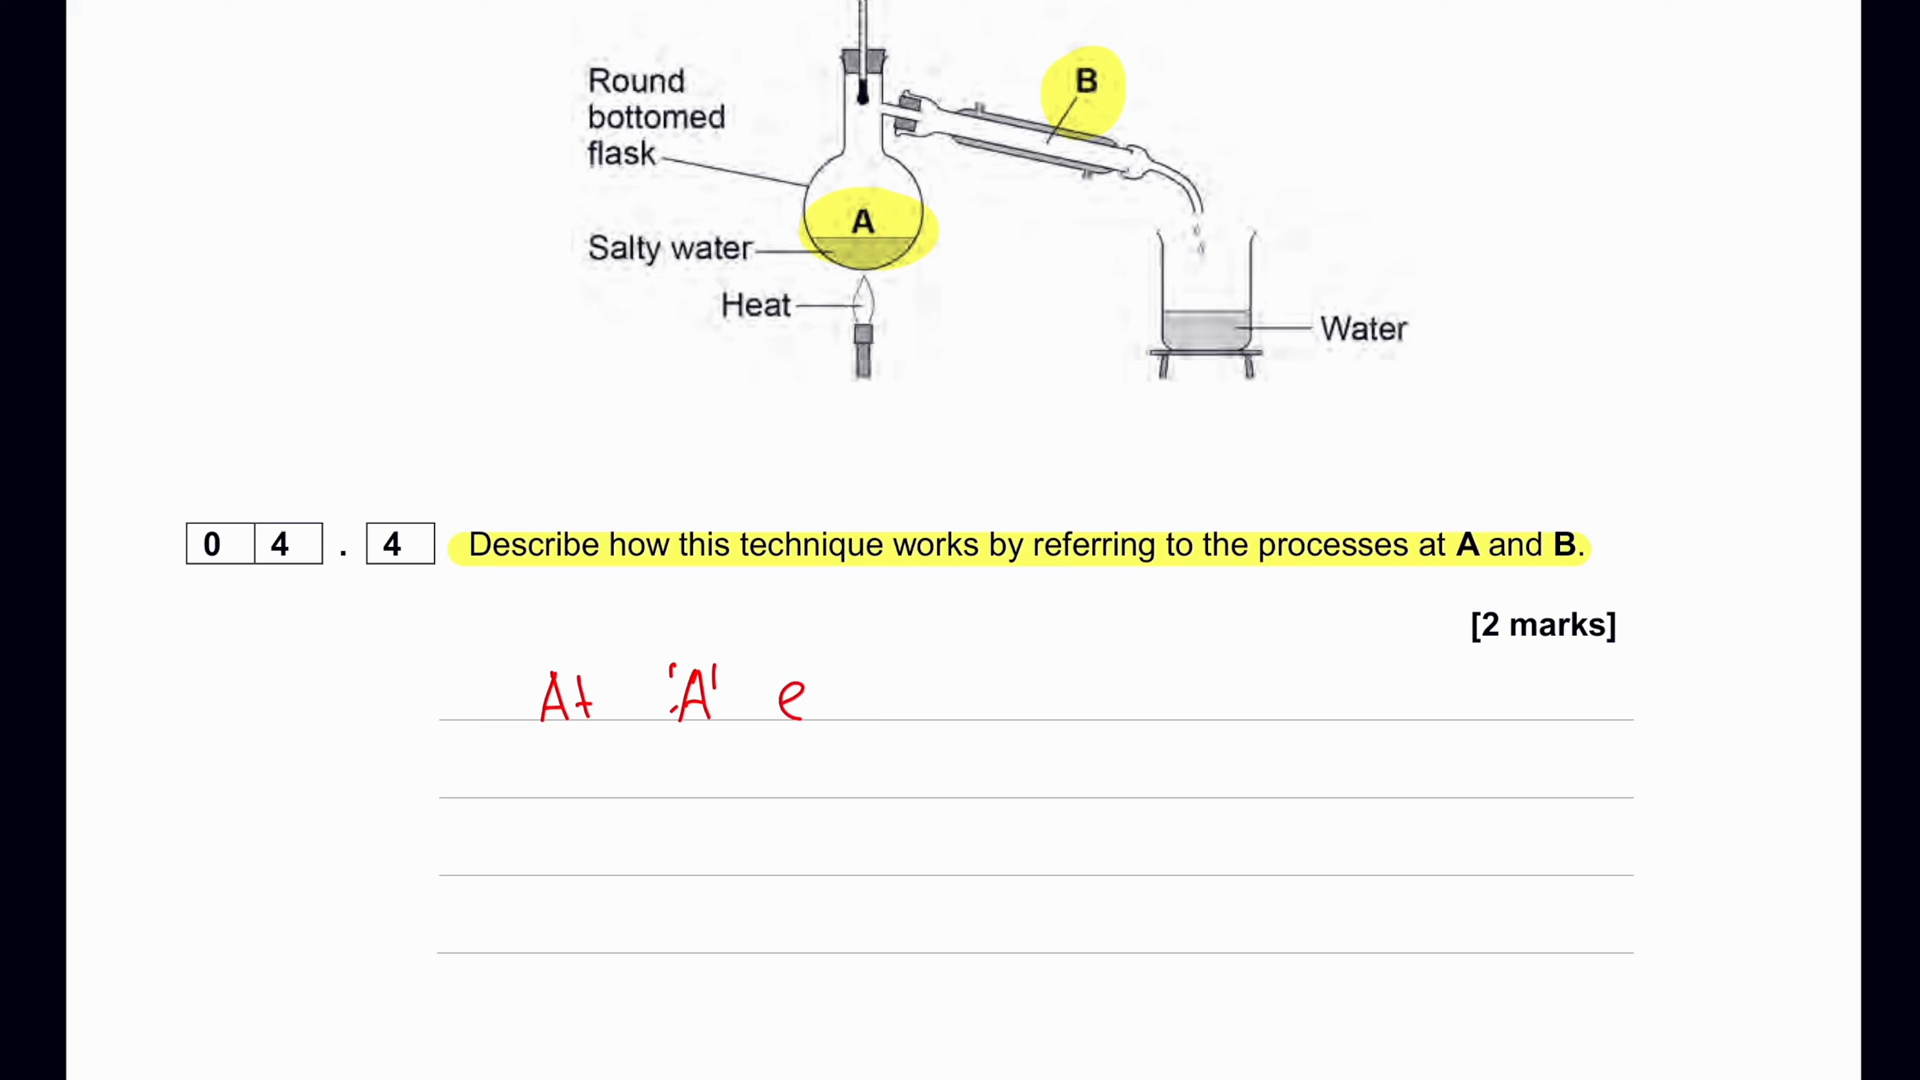 Round
bottomed
flask
B
A
Salty water
Heat
Water
0 4 . 4 Describe how this technique works by referring to the processes at A and B.
[2 marks]
At 'A' e